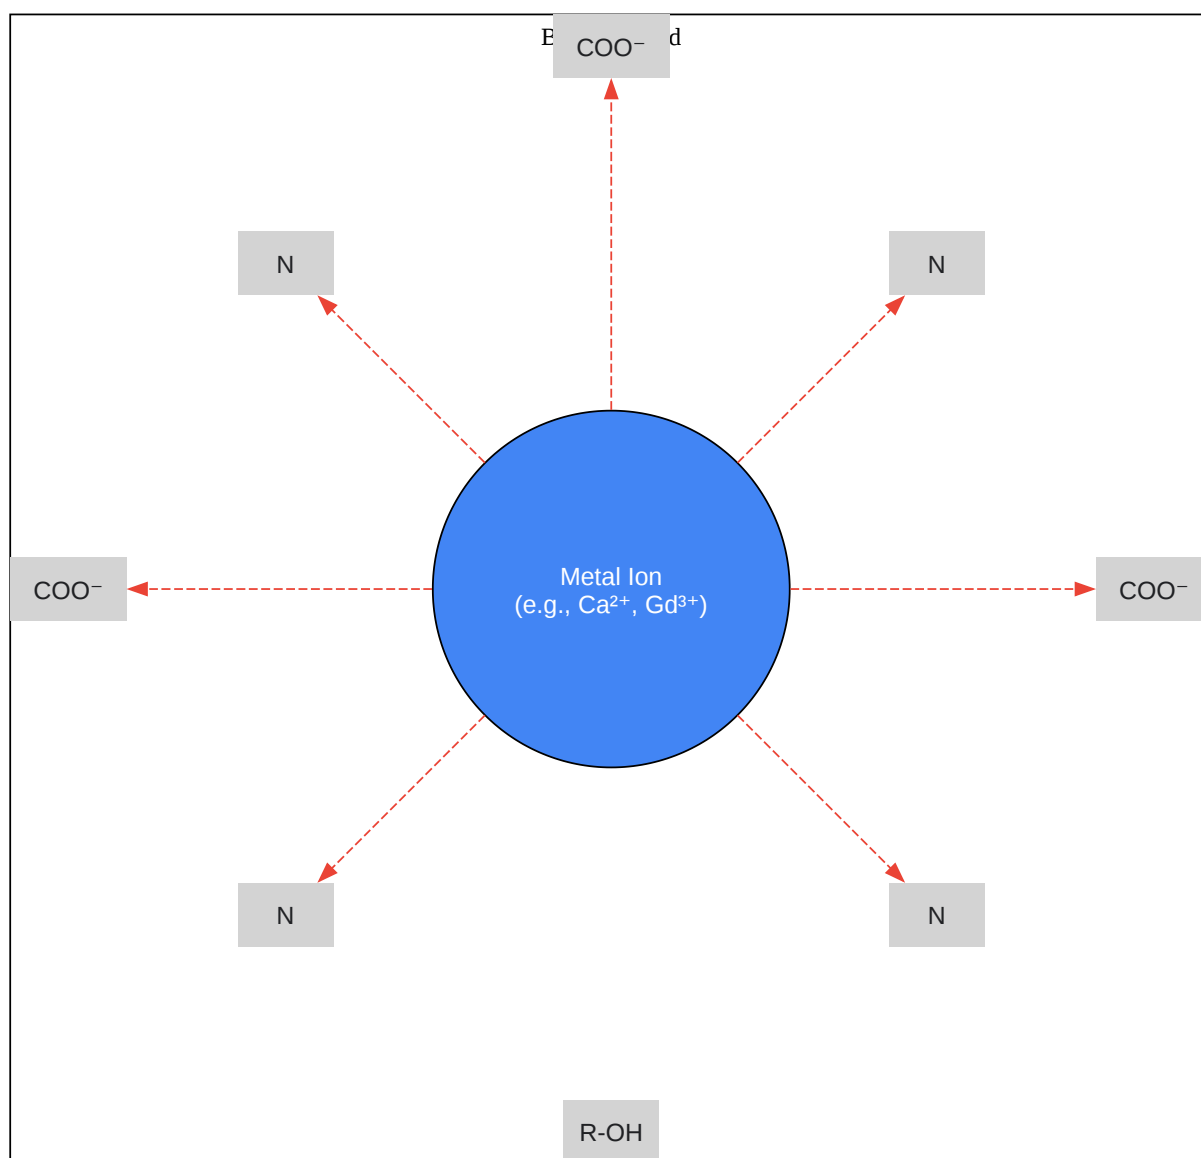 COO⁻
N N
COO⁻ Metal Ion COO⁻
(e.g., Ca²⁺, Gd³⁺)
N N
R-OH